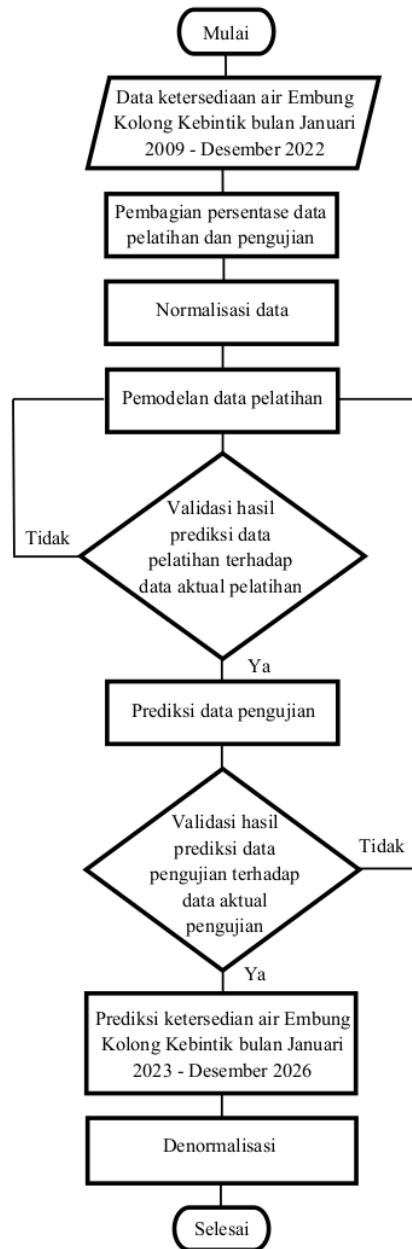 Mulai
Data ketersediaan air Embung
Kolong Kebintik bulan Januari
2009 - Desember 2022
Pembagian persentase data
pelatihan dan pengujian
Normalisasi data
Pemodelan data pelatihan
Validasi hasil
prediksi data
pelatihan terhadap
data aktual pelatihan
Tidak
Ya
Prediksi data pengujian
Validasi hasil
prediksi data
pengujian terhadap
data aktual
pengujian
Tidak
Ya
Prediksi ketersedian air Embung
Kolong Kebintik bulan Januari
2023 - Desember 2026
Denormalisasi
Selesai